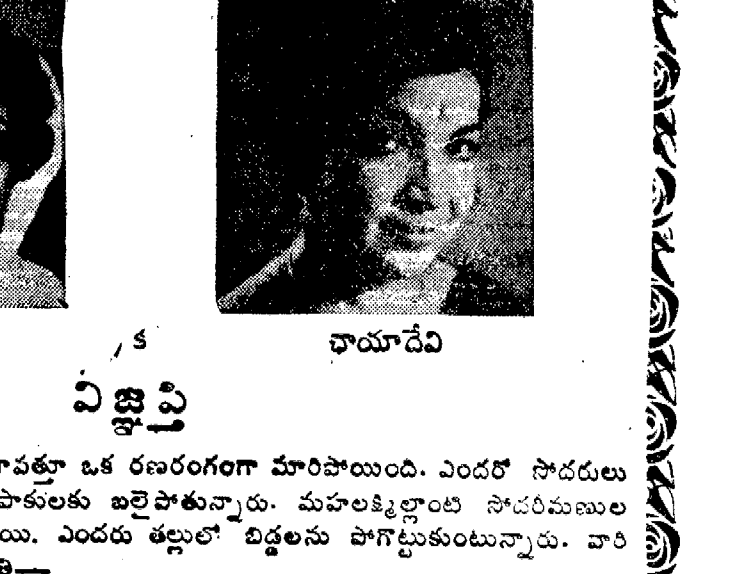 క
ఛాయాదేవి
విజ్ఞప్తి
ఒక రణరంగంగా మారిపోయింది. ఎందరో సోదరులు
బలైపోతున్నారు. మహలక్ష్మిల్లాంటి సోదరీమణుల
యి. ఎందరు తల్లులో బిడ్డలను పోగొట్టుకుంటున్నారు. వారి